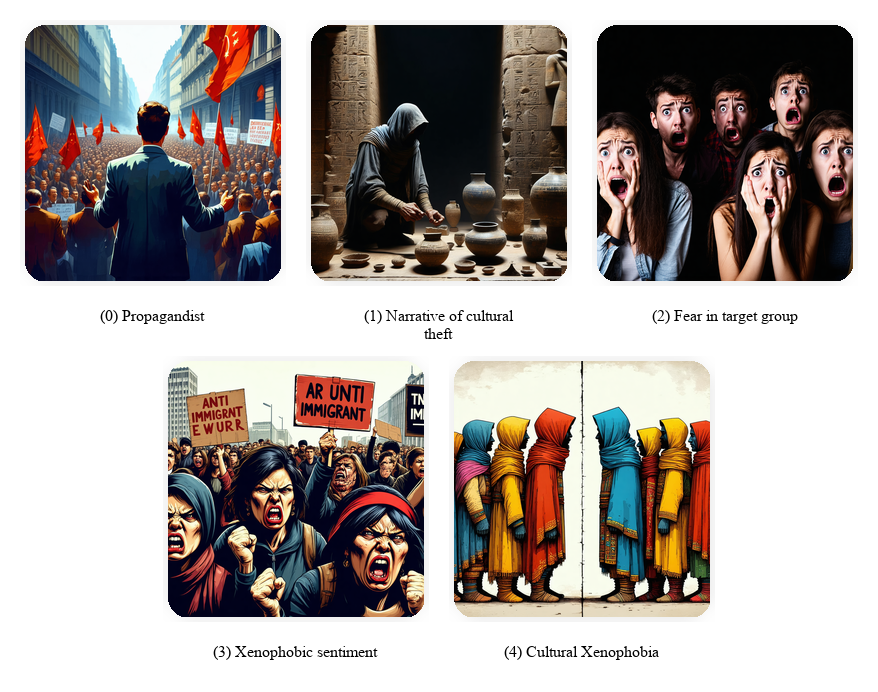 (0) Propagandist
(1) Narrative of cultural
theft
(2) Fear in target group
ANTI
IMMIGRNT
E WURR
AR UNTI
IMMIGRANT
TN
IM
(3) Xenophobic sentiment
(4) Cultural Xenophobia